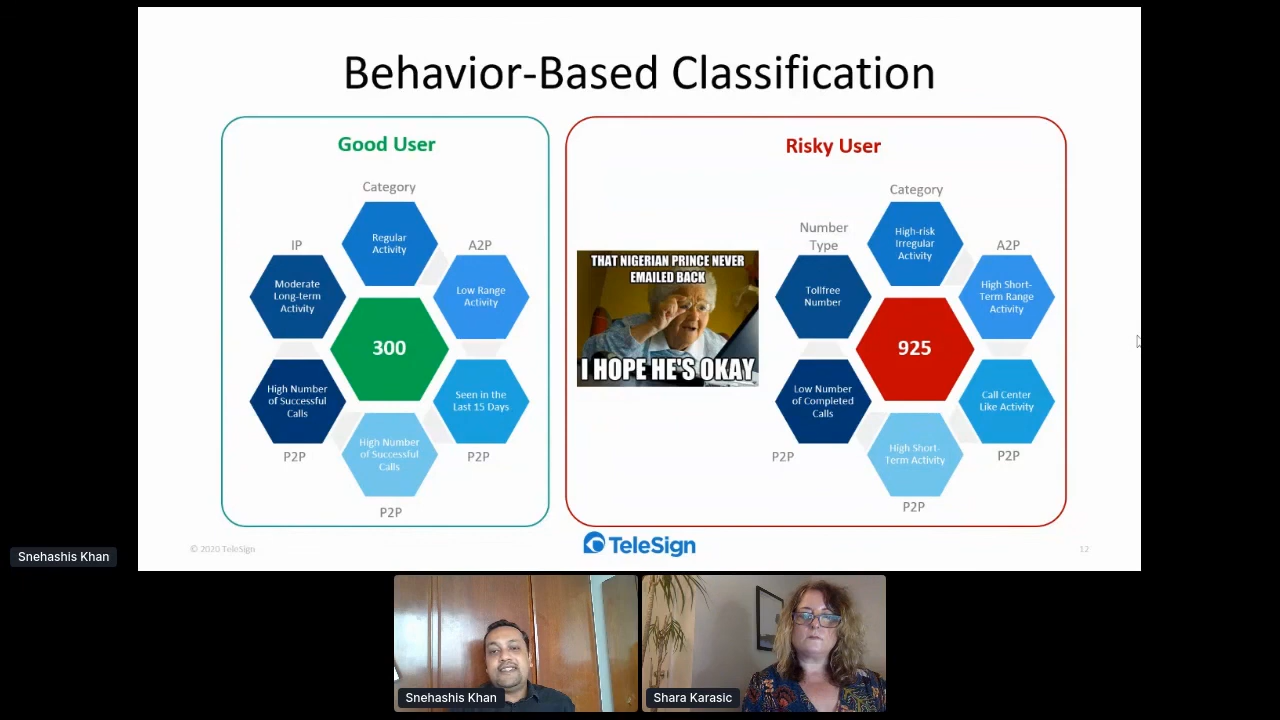 Behavior-Based Classification
Good User
Category
Regular
Activity
IP
Moderate
Long-term
Activity
A2P
Low Range
Activity
300
High Number
of Successful
Calls
P2P
Seen in the
Last 15 Days
P2P
High Number
of Successful
Calls
P2P
Risky User
THAT NIGERIAN PRINCE NEVER
EMAILED BACK
I HOPE HE'S OKAY
Category
High-risk
Irregular
Activity
Number
Type
Tollfree
Number
A2P
High Short-
Term Range
Activity
925
Low Number
of Completed
Calls
P2P
Call Center
Like Activity
P2P
High Short-
Term Activity
P2P
© 2020 TeleSign
TeleSign
12
Snehashis Khan
Snehashis Khan
Shara Karasic